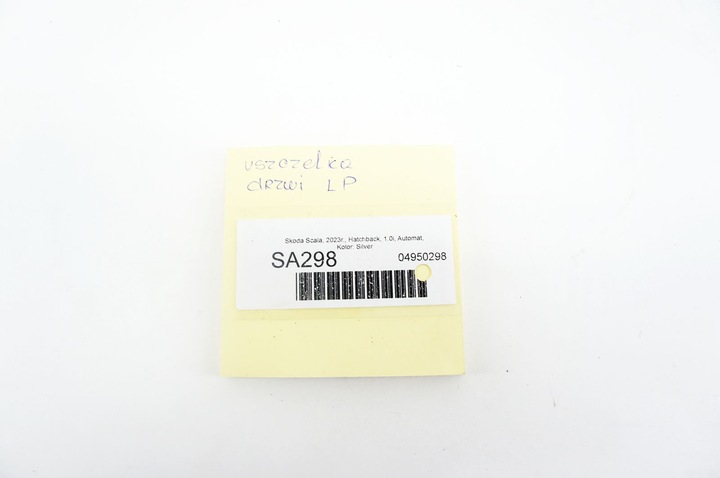 uszczelka
drzwi LP
Skoda Scala, 2023r., Hatchback, 1.0i, Automat,
Kolor: Silver
SA298
04950298